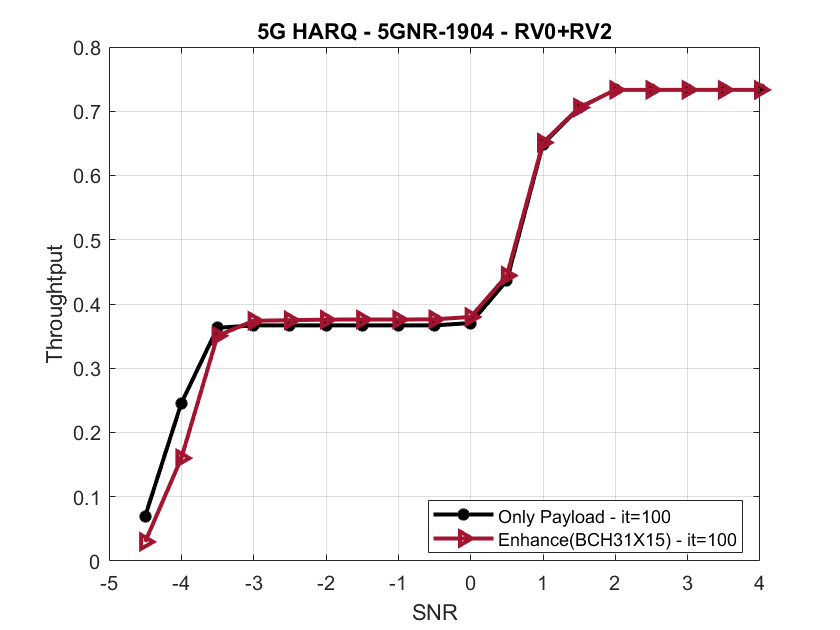 5G HARQ - 5GNR-1904 - RV0+RV2
0.8
0.7
0.6
0.5
0.4
0.3
0.2
0.1
0
Throughtput
-5 -4 -3 -2 -1 0 1 2 3 4
SNR
Only Payload - it=100
Enhance(BCH31X15) - it=100